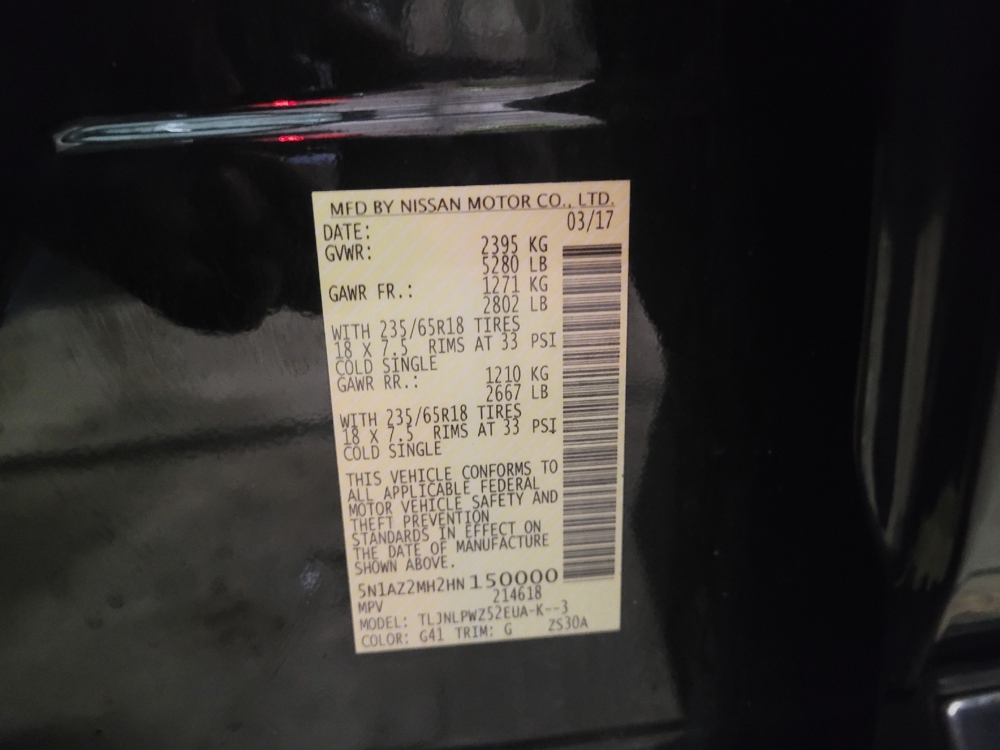 MFD BY NISSAN MOTOR CO., LTD.
DATE: 03/17
GVWR: 2395 KG
5280 LB
GAWR FR.: 1271 KG
2802 LB
WITH 235/65R18 TIRES
18 X 7.5 RIMS AT 33 PSI
COLD SINGLE
GAWR RR.: 1210 KG
2667 LB
WITH 235/65R18 TIRES
18 X 7.5 RIMS AT 33 PSI
COLD SINGLE
THIS VEHICLE CONFORMS TO
ALL APPLICABLE FEDERAL
MOTOR VEHICLE SAFETY AND
THEFT PREVENTION
STANDARDS IN EFFECT ON
THE DATE OF MANUFACTURE
SHOWN ABOVE.
5N1AZ2MH2HN150000
MPV 214618
MODEL: TLJNLPWZ52EUA-K--3
COLOR: G41 TRIM: G ZS30A